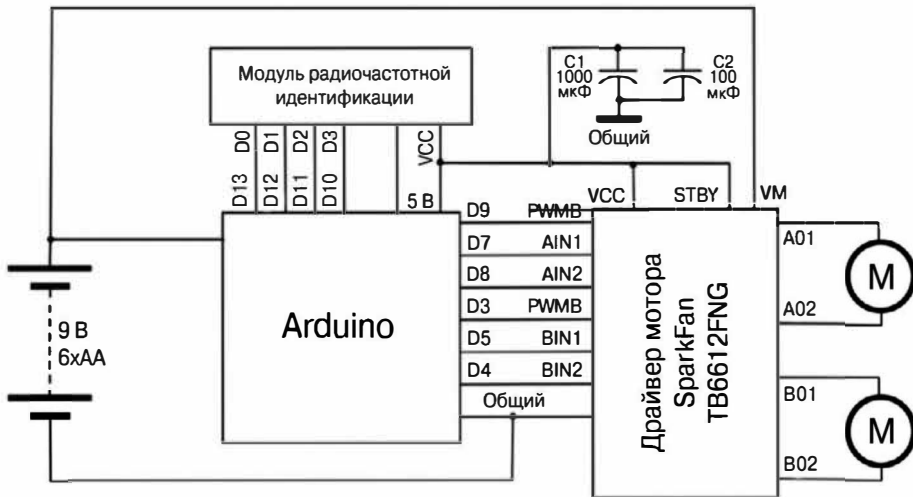 Модуль радиочастотной
идентификации
C1
1000
мкФ
C2
100
мкФ
Общий
D0
D1
D2
D3
VCC
D13
D12
D11
D10
5 В
VCC
STBY
VM
D9
PWMB
D7
AIN1
D8
AIN2
D3
PWMB
D5
BIN1
D4
BIN2
Общий
Arduino
Драйвер мотора
SparkFan
TB6612FNG
A01
A02
B01
B02
M
M
9 В
6xAA